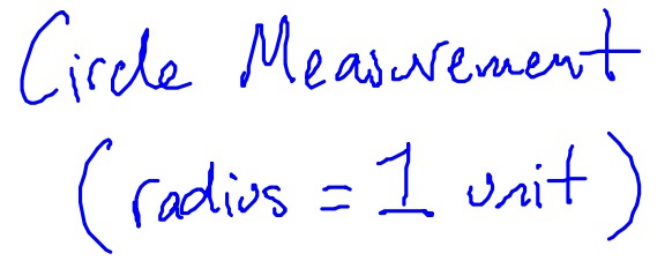 Circle Measurement
(radius = 1 unit)